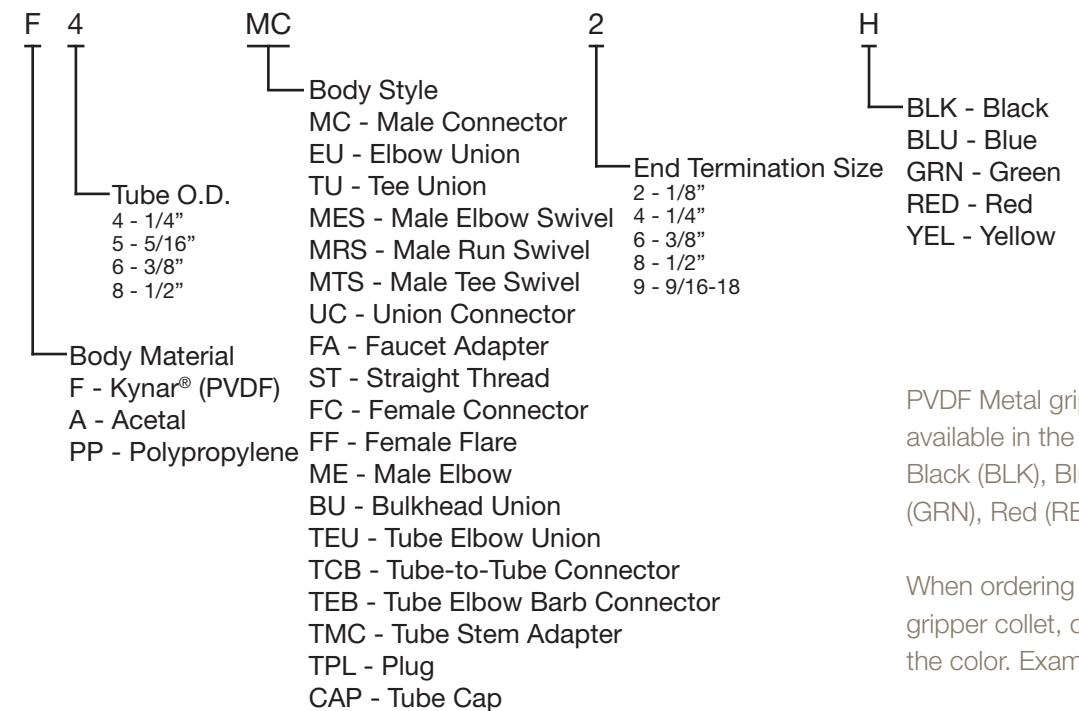 F 4 MC 2 H
Tube O.D.
4 - 1/4”
5 - 5/16”
6 - 3/8”
8 - 1/2”
Body Material
F - Kynar® (PVDF)
A - Acetal
PP - Polypropylene
Body Style
MC - Male Connector
EU - Elbow Union
TU - Tee Union
MES - Male Elbow Swivel
MRS - Male Run Swivel
MTS - Male Tee Swivel
UC - Union Connector
FA - Faucet Adapter
ST - Straight Thread
FC - Female Connector
FF - Female Flare
ME - Male Elbow
BU - Bulkhead Union
TEU - Tube Elbow Union
TCB - Tube-to-Tube Connector
TEB - Tube Elbow Barb Connector
TMC - Tube Stem Adapter
TPL - Plug
CAP - Tube Cap
End Termination Size
2 - 1/8”
4 - 1/4”
6 - 3/8”
8 - 1/2”
9 - 9/16-18
BLK - Black
BLU - Blue
GRN - Green
RED - Red
YEL - Yellow
PVDF Metal
available in the
Black (BLK),
(GRN), Red
When ordering
gripper collet,
the color.